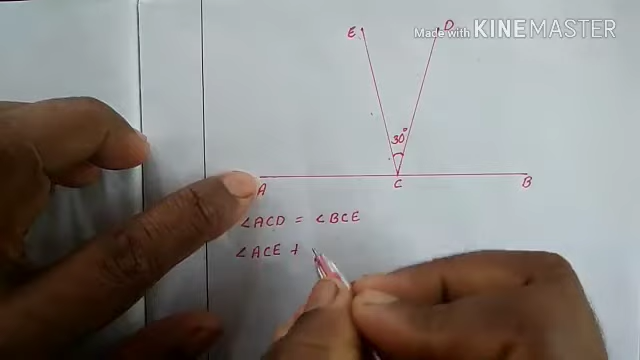 Made with KINEMASTER
E
D
30°
A
C
B
∠ACD = ∠BCE
∠ACE +